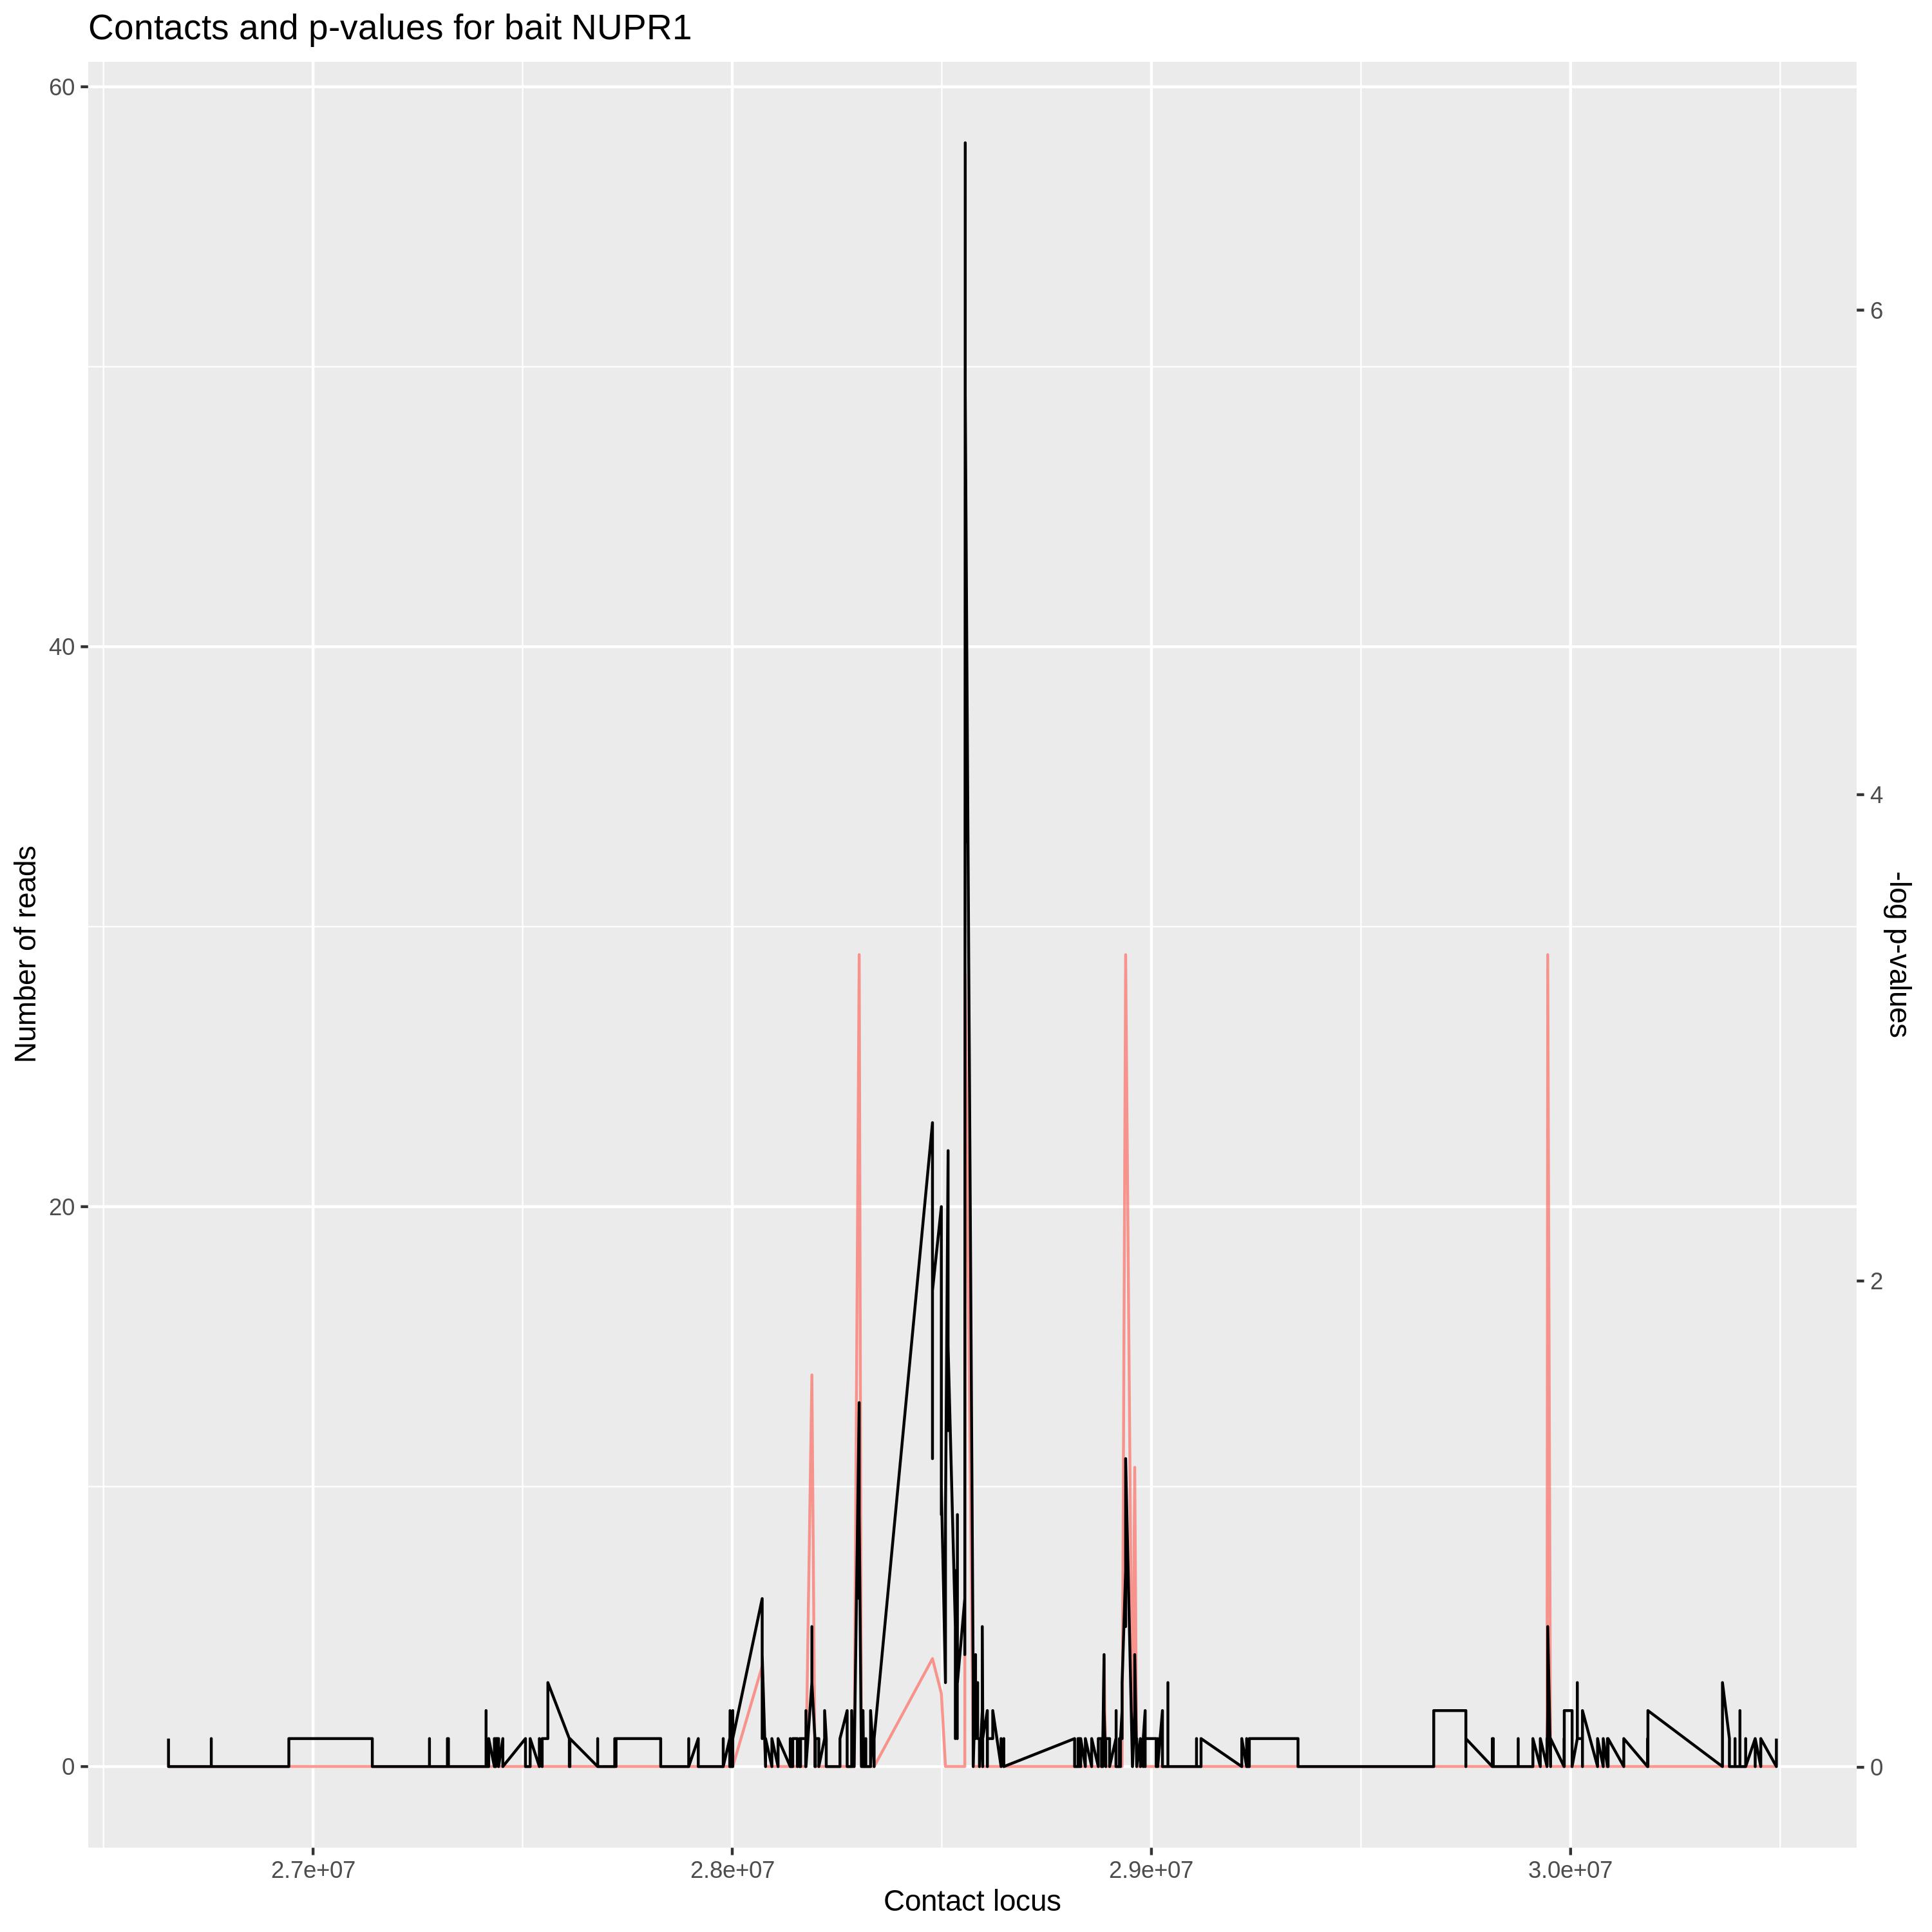 Contacts and p-values for bait NUPR1
60
40
20
0
Number of reads
6
4
2
0
-log p-values
2.7e+07
2.8e+07
2.9e+07
3.0e+07
Contact locus